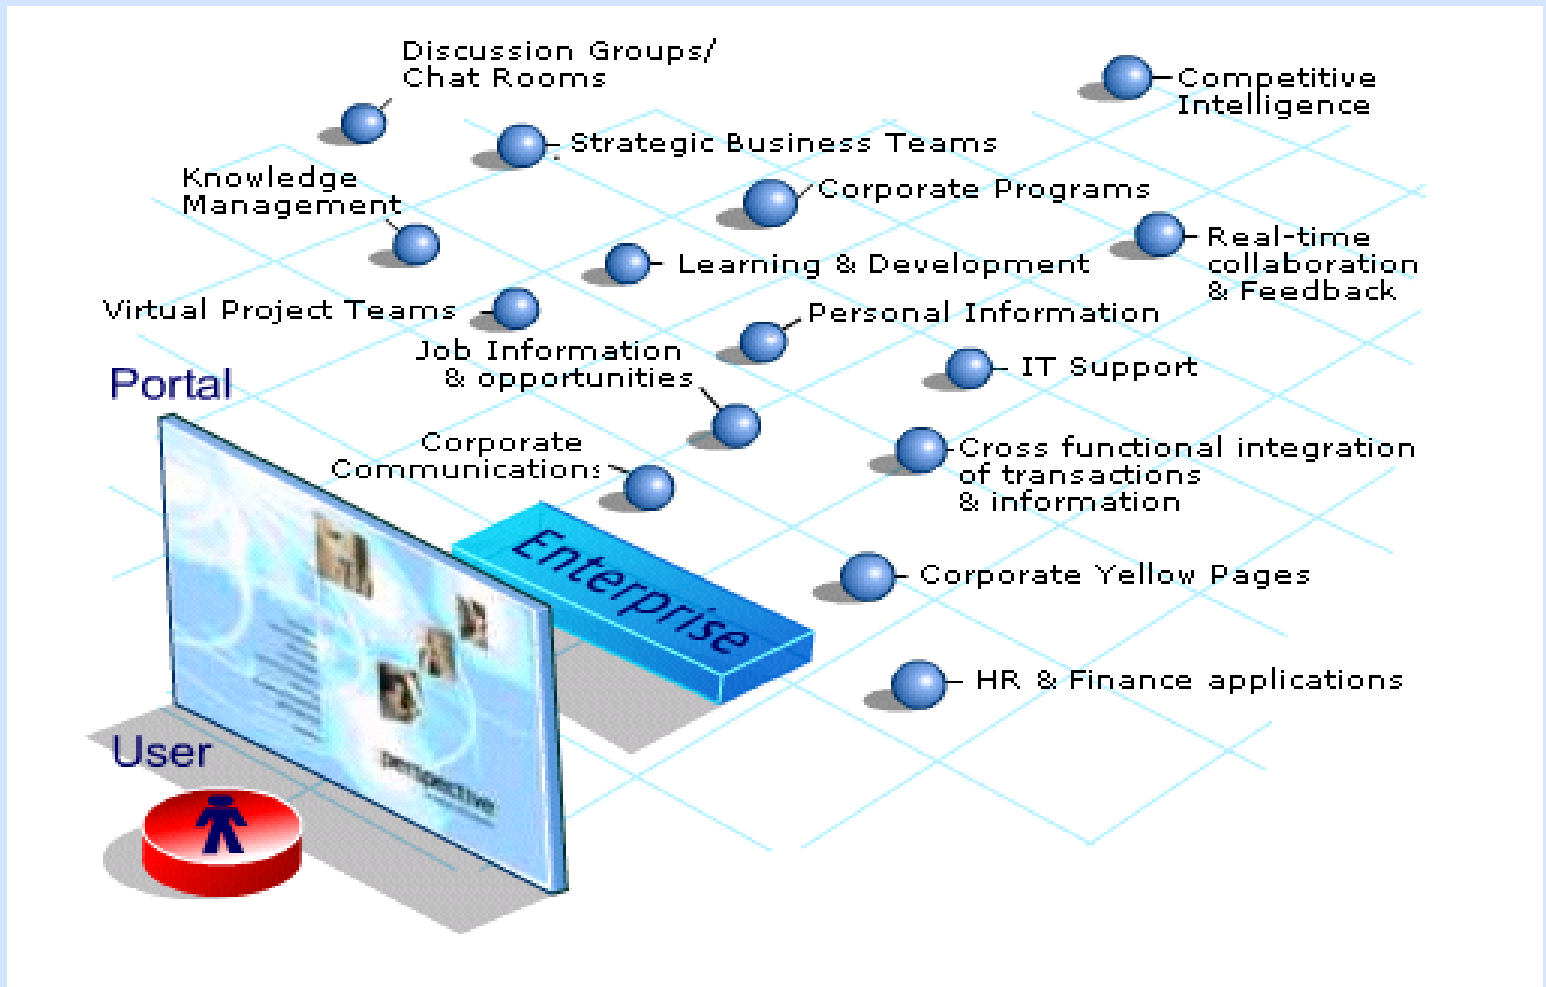 Discussion Groups/
Chat Rooms
Competitive
Intelligence
Strategic Business Teams
Knowledge
Management
Corporate Programs
Real-time
collaboration
& Feedback
Learning & Development
Virtual Project Teams
Personal Information
Job Information
& opportunities
IT Support
Portal
Corporate
Communications
Cross functional integration
of transactions
& information
Enterprise
Corporate Yellow Pages
HR & Finance applications
User
perspective